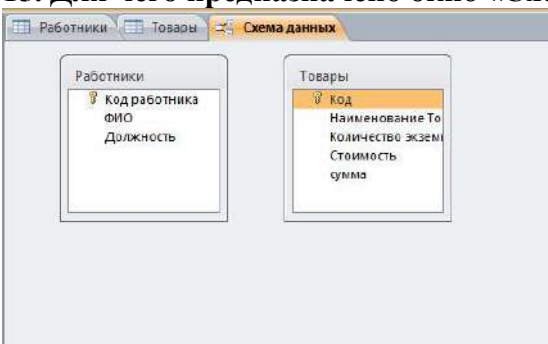 Работники Товары Схема данных
Работники
Код работника
ФИО
Должность
Товары
Код
Наименование То
Количество экзем
Стоимость
сумма